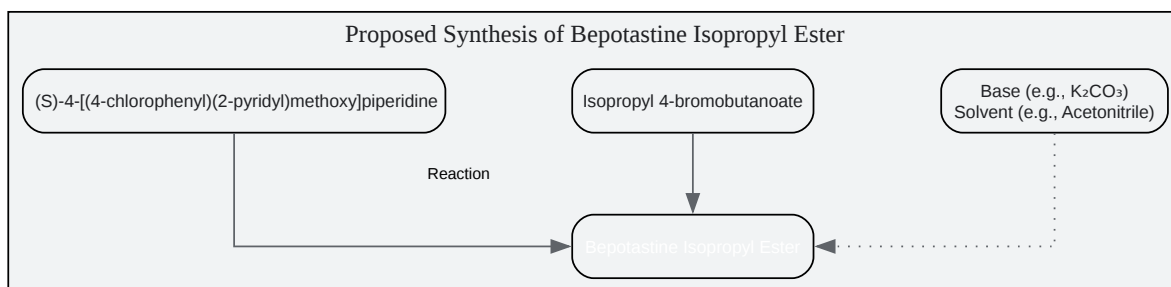 Proposed Synthesis of Bepotastine Isopropyl Ester
(S)-4-[(4-chlorophenyl)(2-pyridyl)methoxy]piperidine
Isopropyl 4-bromobutanoate
Base (e.g., K₂CO₃)
Solvent (e.g., Acetonitrile)
Reaction
Bepotastine Isopropyl Ester